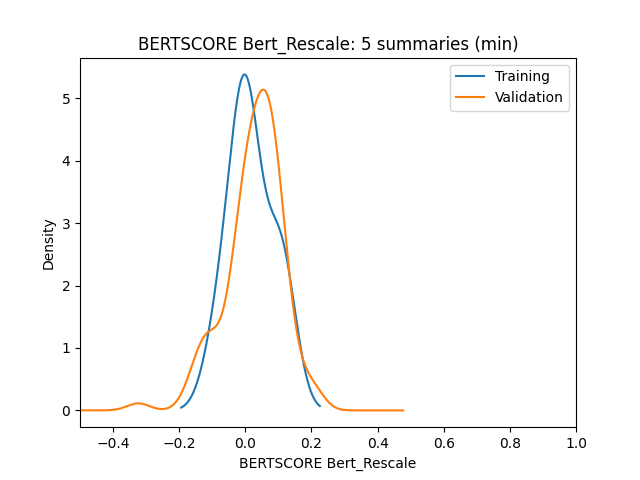 BERTSCORE Bert_Rescale: 5 summaries (min)
Training
Validation
Density
5
4
3
2
1
0
−0.4 −0.2 0.0 0.2 0.4 0.6 0.8 1.0
BERTSCORE Bert_Rescale